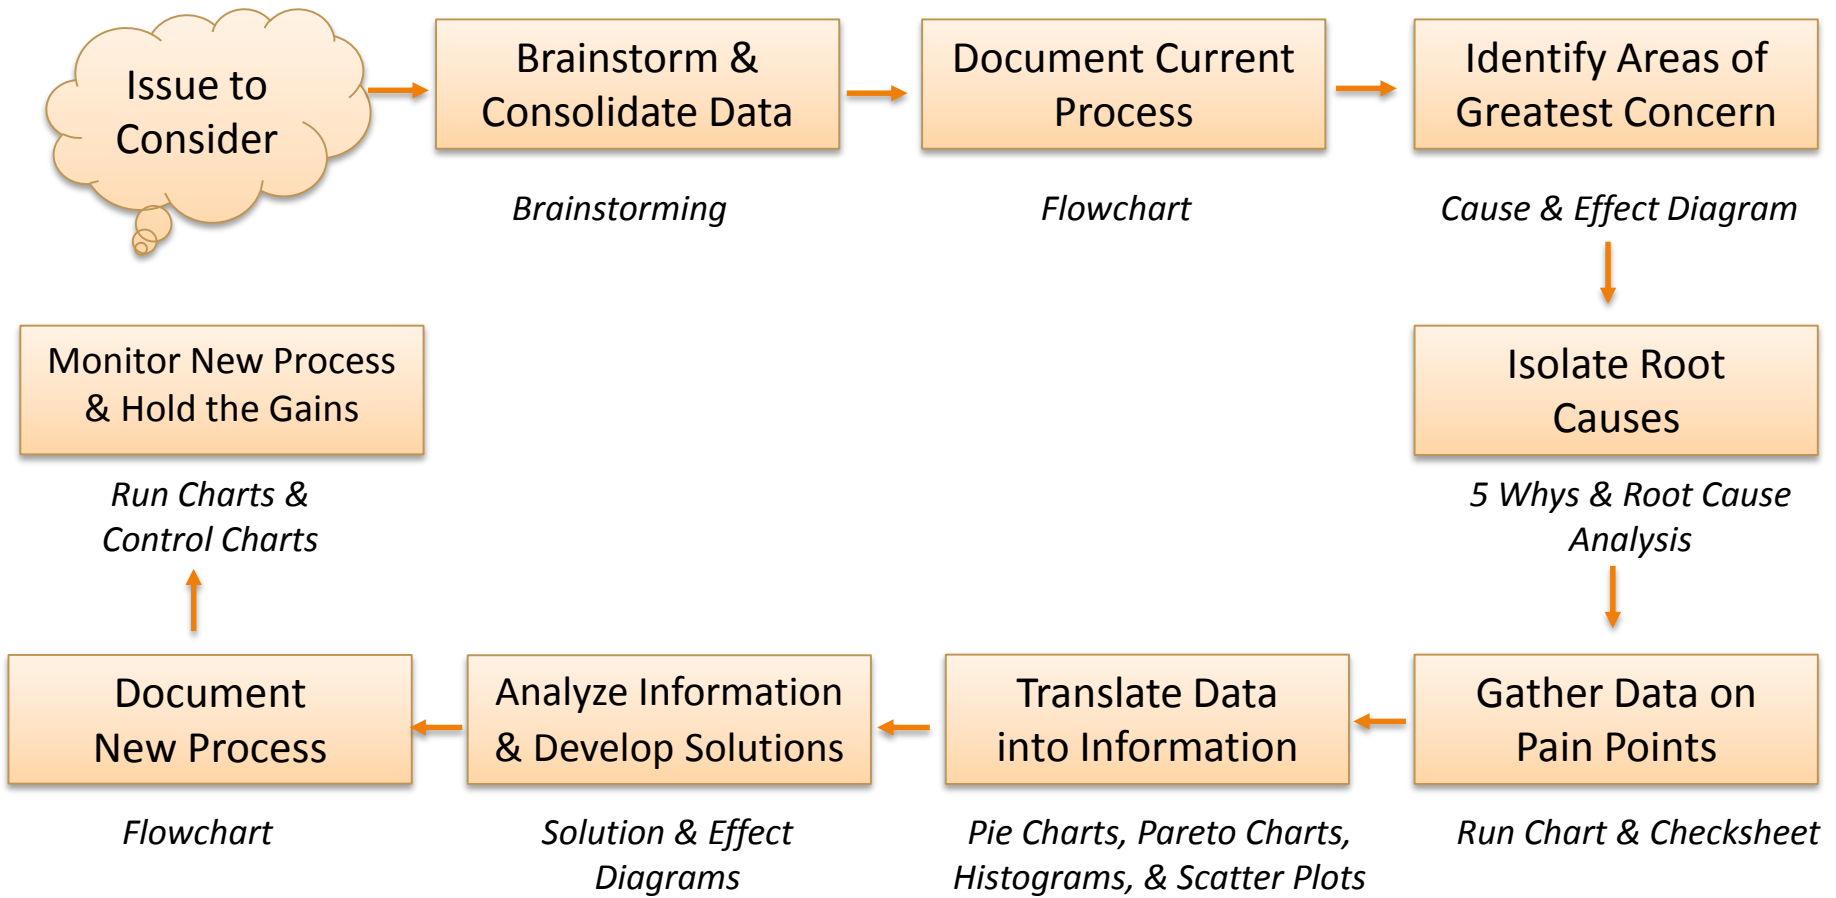 Issue to
Consider
Brainstorm &
Consolidate Data
Brainstorming
Document Current
Process
Flowchart
Identify Areas of
Greatest Concern
Cause & Effect Diagram
Isolate Root
Causes
5 Whys & Root Cause
Analysis
Gather Data on
Pain Points
Run Chart & Checksheet
Translate Data
into Information
Pie Charts, Pareto Charts,
Histograms, & Scatter Plots
Analyze Information
& Develop Solutions
Solution & Effect
Diagrams
Document
New Process
Flowchart
Monitor New Process
& Hold the Gains
Run Charts &
Control Charts